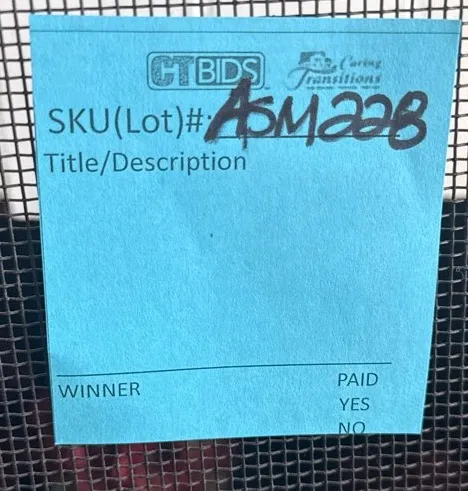 CTBIDS Caring Transitions
SKU(Lot)#: ASM228
Title/Description
WINNER PAID
YES
NO